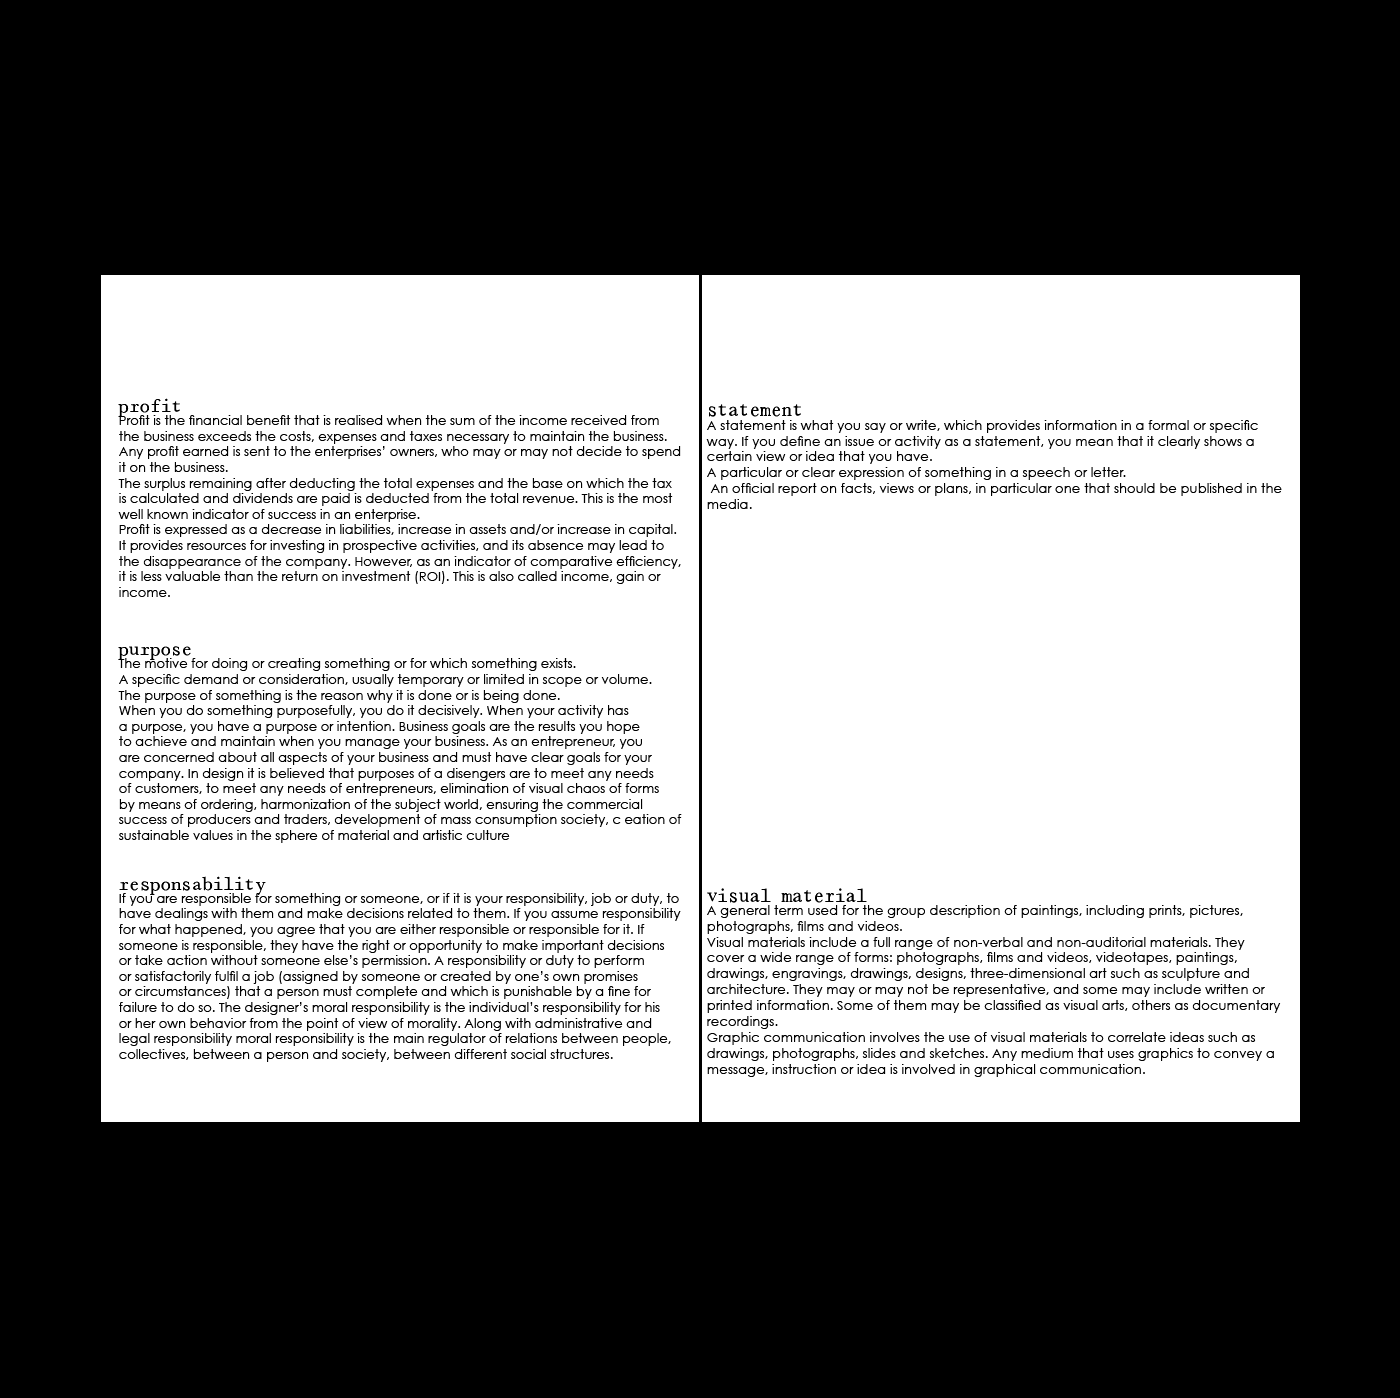 profit
Profit is the financial benefit that is realised when the sum of the income received from
the business exceeds the costs, expenses and taxes necessary to maintain the business.
Any profit earned is sent to the enterprises’ owners, who may or may not decide to spend
it on the business.
The surplus remaining after deducting the total expenses and the base on which the tax
is calculated and dividends are paid is deducted from the total revenue. This is the most
well known indicator of success in an enterprise.
Profit is expressed as a decrease in liabilities, increase in assets and/or increase in capital.
It provides resources for investing in prospective activities, and its absence may lead to
the disappearance of the company. However, as an indicator of comparative efficiency,
it is less valuable than the return on investment (ROI). This is also called income, gain or
income.
purpose
The motive for doing or creating something or for which something exists.
A specific demand or consideration, usually temporary or limited in scope or volume.
The purpose of something is the reason why it is done or is being done.
When you do something purposefully, you do it decisively. When your activity has
a purpose, you have a purpose or intention. Business goals are the results you hope
to achieve and maintain when you manage your business. As an entrepreneur, you
are concerned about all aspects of your business and must have clear goals for your
company. In design it is believed that purposes of a disengers are to meet any needs
of customers, to meet any needs of entrepreneurs, elimination of visual chaos of forms
by means of ordering, harmonization of the subject world, ensuring the commercial
success of producers and traders, development of mass consumption society, c eation of
sustainable values in the sphere of material and artistic culture
responsability
If you are responsible for something or someone, or if it is your responsibility, job or duty, to
have dealings with them and make decisions related to them. If you assume responsibility
for what happened, you agree that you are either responsible or responsible for it. If
someone is responsible, they have the right or opportunity to make important decisions
or take action without someone else’s permission. A responsibility or duty to perform
or satisfactorily fulfil a job (assigned by someone or created by one’s own promises
or circumstances) that a person must complete and which is punishable by a fine for
failure to do so. The designer’s moral responsibility is the individual’s responsibility for his
or her own behavior from the point of view of morality. Along with administrative and
legal responsibility moral responsibility is the main regulator of relations between people,
collectives, between a person and society, between different social structures.
statement
A statement is what you say or write, which provides information in a formal or specific
way. If you define an issue or activity as a statement, you mean that it clearly shows a
certain view or idea that you have.
A particular or clear expression of something in a speech or letter.
An official report on facts, views or plans, in particular one that should be published in the
media.
visual material
A general term used for the group description of paintings, including prints, pictures,
photographs, films and videos.
Visual materials include a full range of non-verbal and non-auditorial materials. They
cover a wide range of forms: photographs, films and videos, videotapes, paintings,
drawings, engravings, drawings, designs, three-dimensional art such as sculpture and
architecture. They may or may not be representative, and some may include written or
printed information. Some of them may be classified as visual arts, others as documentary
recordings.
Graphic communication involves the use of visual materials to correlate ideas such as
drawings, photographs, slides and sketches. Any medium that uses graphics to convey a
message, instruction or idea is involved in graphical communication.